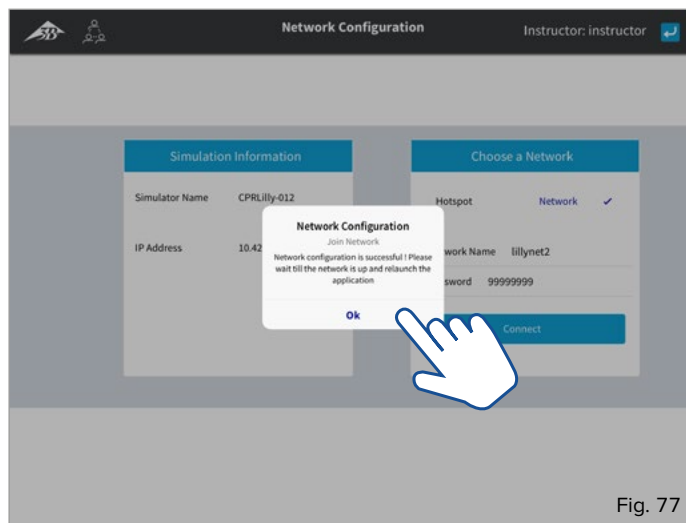 3B
Network Configuration
Instructor: instructor
Simulation Information
Choose a Network
Simulator Name CPRLilly-012
Hotspot Network ✓
Network Configuration
Join Network
IP Address 10.42
work Name lillynet2
Network configuration is successful ! Please
wait till the network is up and relaunch the
application
sword 99999999
Ok
Connect
Fig. 77